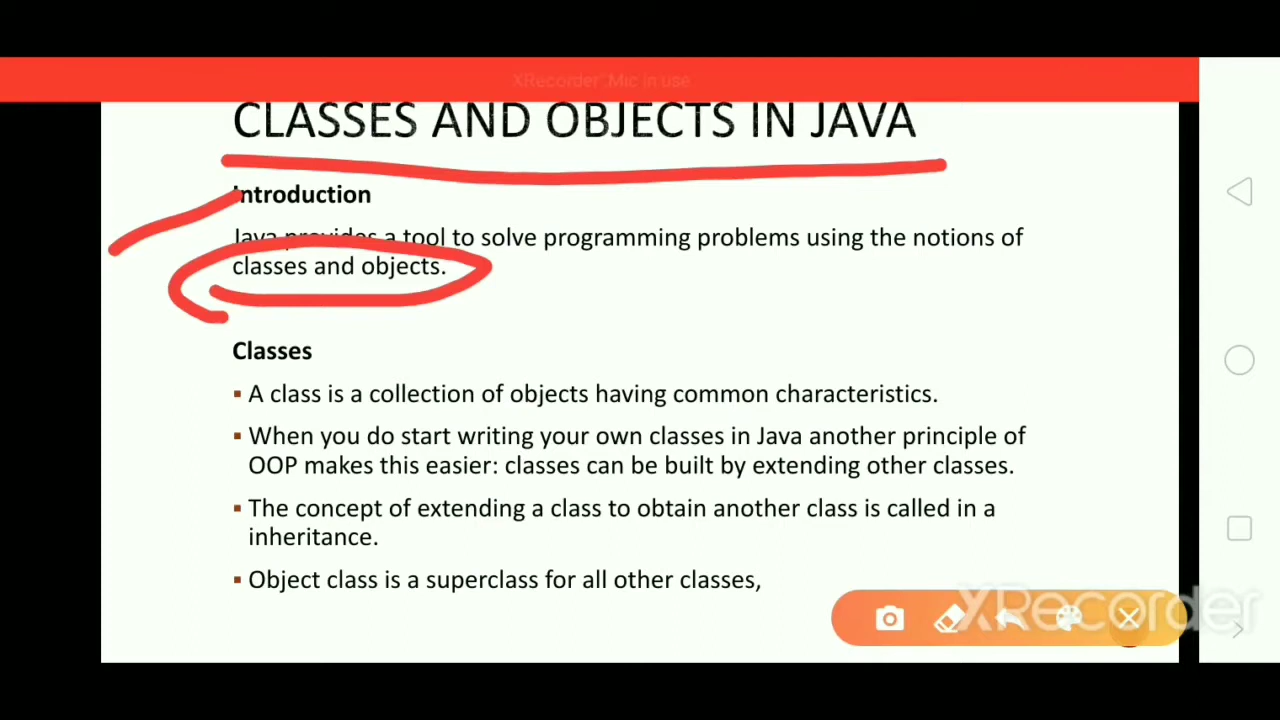 XRecorder":Mic in use
CLASSES AND OBJECTS IN JAVA
Introduction
Java provides a tool to solve programming problems using the notions of
classes and objects.
Classes
▪ A class is a collection of objects having common characteristics.
▪ When you do start writing your own classes in Java another principle of
OOP makes this easier: classes can be built by extending other classes.
▪ The concept of extending a class to obtain another class is called in a
inheritance.
▪ Object class is a superclass for all other classes,
XRecorder